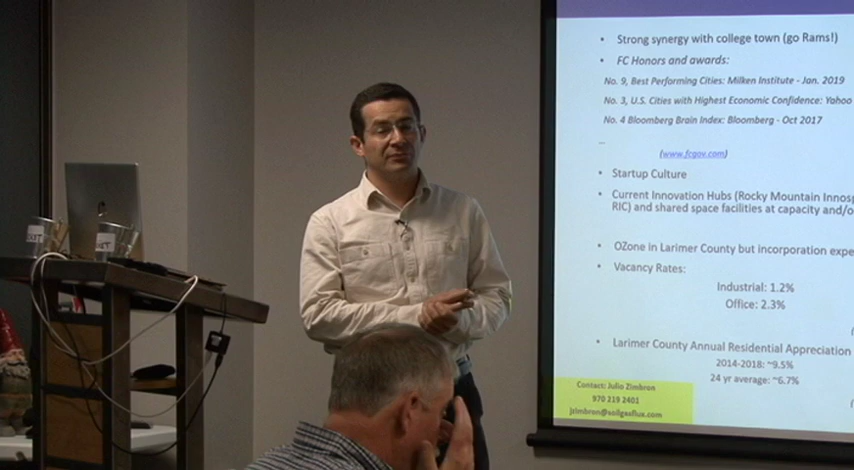 Strong synergy with college town (go Rams!)
FC Honors and awards:
No. 9, Best Performing Cities: Milken Institute - Jan. 2019
No. 3, U.S. Cities with Highest Economic Confidence: Yahoo
No. 4 Bloomberg Brain Index: Bloomberg - Oct 2017
...
(www.fcgov.com)
Startup Culture
Current Innovation Hubs (Rocky Mountain Innosp
RIC) and shared space facilities at capacity and/o
OZone in Larimer County but incorporation expe
Vacancy Rates:
Industrial: 1.2%
Office: 2.3%
Larimer County Annual Residential Appreciation
2014-2018: ~9.5%
24 yr average: ~6.7%
Contact: Julio Zimbron
970 219 2401
jzimbron@soilgasflux.com